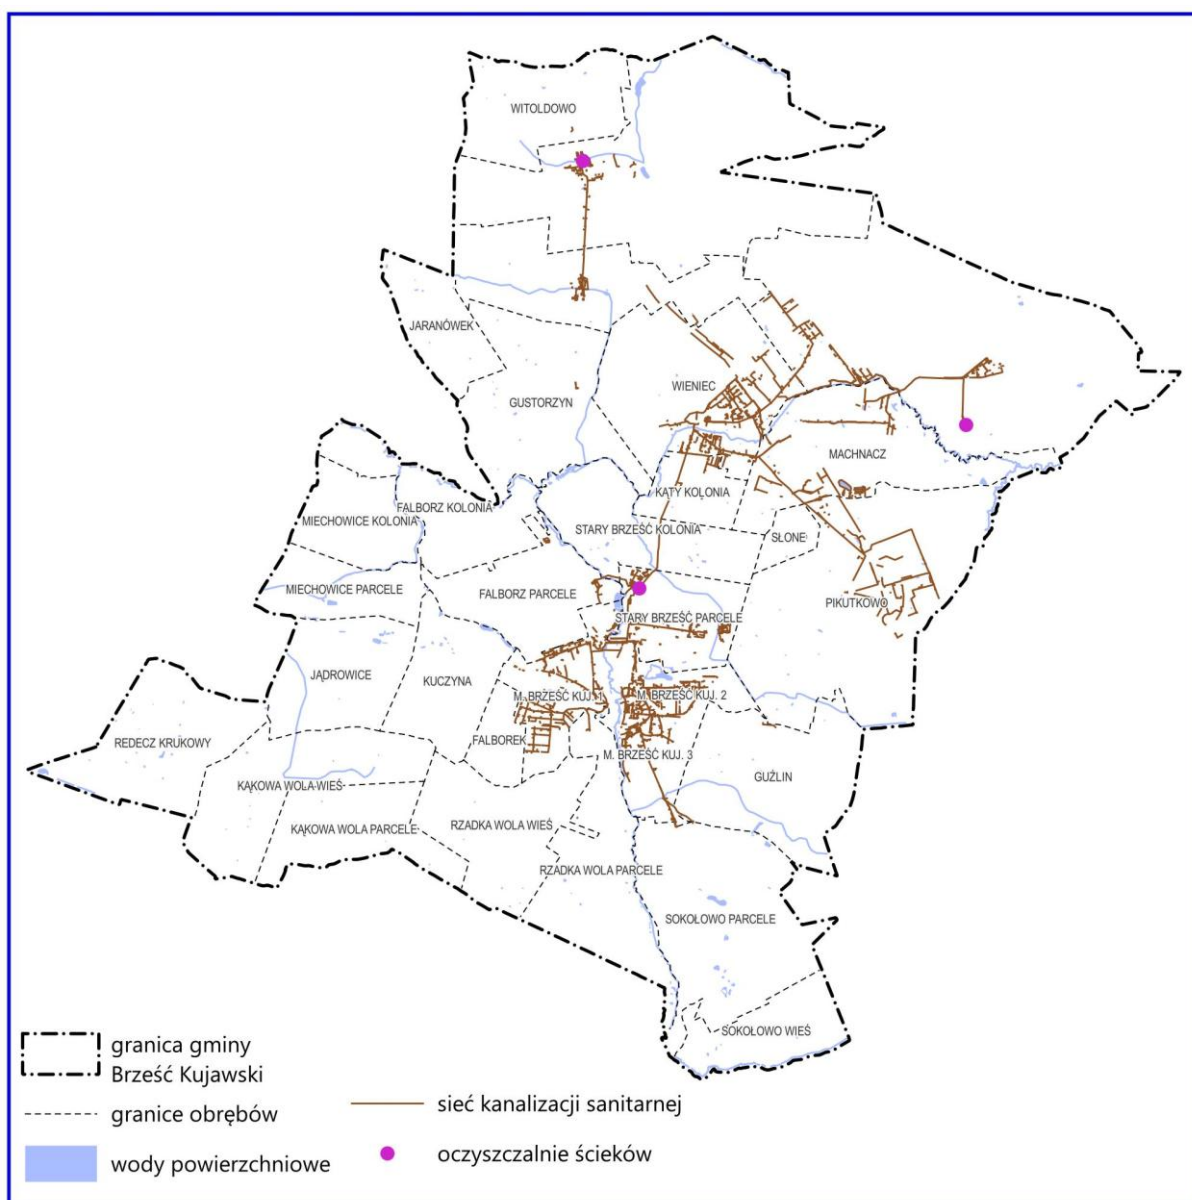 WITOLDOWO
JARANÓWEK
WIENIEC
GUSTORZYN
MACHNACZ
KĄTY KOLONIA
FALBORZ KOLONIA
MIECHOWICE KOLONIA
STARY BRZEŚĆ KOLONIA
SŁONE
MIECHOWICE PARCELE
FALBORZ PARCELE
PIKUTKOWO
STARY BRZEŚĆ PARCELE
JĄDROWICE
KUCZYNA
M. BRZEŚĆ KUJ. 1
M. BRZEŚĆ KUJ. 2
REDECZ KRUKOWY
FALBOREK
M. BRZEŚĆ KUJ. 3
GUŹLIN
KĄKOWA WOLA WIEŚ
KĄKOWA WOLA PARCELE
RZADKA WOLA WIEŚ
RZADKA WOLA PARCELE
SOKOŁOWO PARCELE
SOKOŁOWO WIEŚ
granica gminy
Brześć Kujawski
granice obrębów
wody powierzchniowe
sieć kanalizacji sanitarnej
oczyszczalnie ścieków